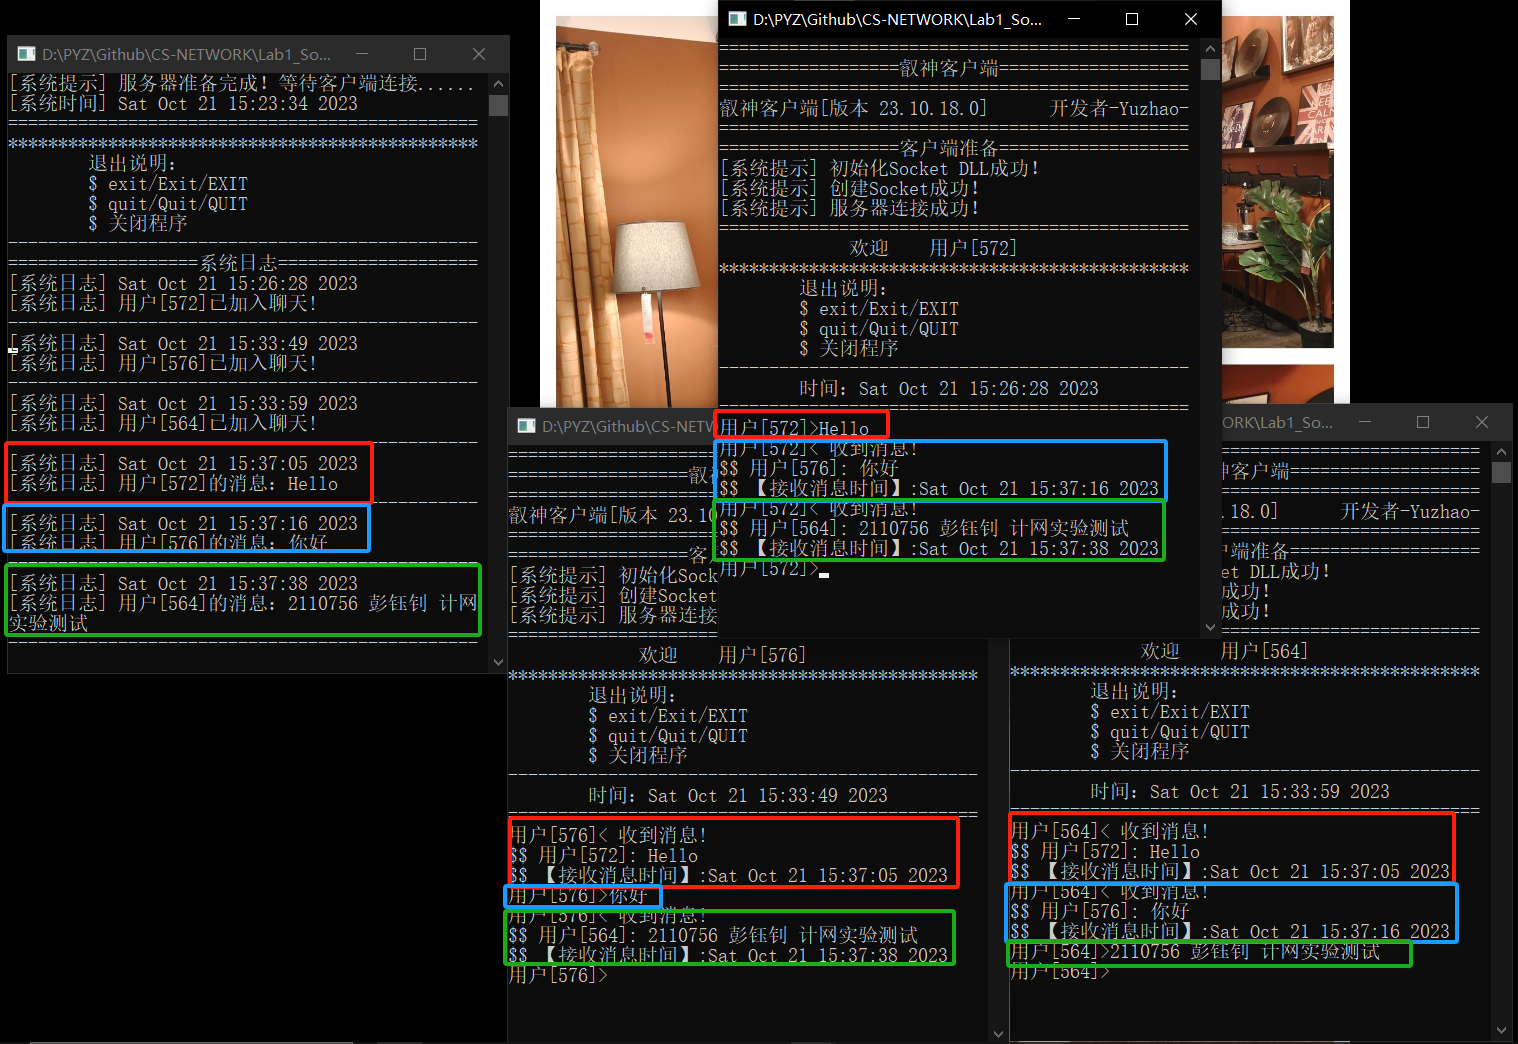 D:\PYZ\Github\CS-NETWORK\Lab1_So...
[系统提示] 服务器准备完成! 等待客户端连接......
[系统时间] Sat Oct 21 15:23:34 2023
===============================================
***********************************************
退出说明:
$ exit/Exit/EXIT
$ quit/Quit/QUIT
$ 关闭程序
-----------------------------------------------
===================系统日志====================
[系统日志] Sat Oct 21 15:26:28 2023
[系统日志] 用户[572]已加入聊天!
-----------------------------------------------
[系统日志] Sat Oct 21 15:33:49 2023
[系统日志] 用户[576]已加入聊天!
-----------------------------------------------
[系统日志] Sat Oct 21 15:33:59 2023
[系统日志] 用户[564]已加入聊天!
-----------------------------------------------
[系统日志] Sat Oct 21 15:37:05 2023
[系统日志] 用户[572]的消息: Hello
-----------------------------------------------
[系统日志] Sat Oct 21 15:37:16 2023
[系统日志] 用户[576]的消息: 你好
-----------------------------------------------
[系统日志] Sat Oct 21 15:37:38 2023
[系统日志] 用户[564]的消息: 2110756 彭钰钊 计网
实验测试
-----------------------------------------------
D:\PYZ\Github\CS-NETWORK\Lab1_So...
===============================================
==================叡神客户端===================
===============================================
叡神客户端[版本 23.10.18.0] 开发者-Yuzhao-
===============================================
==================客户端准备===================
[系统提示] 初始化Socket DLL成功!
[系统提示] 创建Socket成功!
[系统提示] 服务器连接成功!
===============================================
欢迎 用户[572]
***********************************************
退出说明:
$ exit/Exit/EXIT
$ quit/Quit/QUIT
$ 关闭程序
-----------------------------------------------
时间: Sat Oct 21 15:26:28 2023
===============================================
用户[572]>Hello
用户[572]< 收到消息!
$$ 用户[576]: 你好
$$ 【接收消息时间】:Sat Oct 21 15:37:16 2023
用户[572]< 收到消息!
$$ 用户[564]: 2110756 彭钰钊 计网实验测试
$$ 【接收消息时间】:Sat Oct 21 15:37:38 2023
用户[572]>
D:\PYZ\Github\CS-NETW
=====================
==================叡
=====================
叡神客户端[版本 23.10
=====================
==================客
[系统提示] 初始化Sock
[系统提示] 创建Socket
[系统提示] 服务器连接
=====================
欢迎 用户[576]
***********************************************
退出说明:
$ exit/Exit/EXIT
$ quit/Quit/QUIT
$ 关闭程序
-----------------------------------------------
时间: Sat Oct 21 15:33:49 2023
===============================================
用户[576]< 收到消息!
$$ 用户[572]: Hello
$$ 【接收消息时间】:Sat Oct 21 15:37:05 2023
用户[576]>你好
用户[576]< 收到消息!
$$ 用户[564]: 2110756 彭钰钊 计网实验测试
$$ 【接收消息时间】:Sat Oct 21 15:37:38 2023
用户[576]>
ORK\Lab1_So...
==========================
神客户端===================
==========================
.18.0] 开发者-Yuzhao-
==========================
户端准备===================
et DLL成功!
成功!
成功!
==========================
欢迎 用户[564]
***********************************************
退出说明:
$ exit/Exit/EXIT
$ quit/Quit/QUIT
$ 关闭程序
-----------------------------------------------
时间: Sat Oct 21 15:33:59 2023
===============================================
用户[564]< 收到消息!
$$ 用户[572]: Hello
$$ 【接收消息时间】:Sat Oct 21 15:37:05 2023
用户[564]< 收到消息!
$$ 用户[576]: 你好
$$ 【接收消息时间】:Sat Oct 21 15:37:16 2023
用户[564]>2110756 彭钰钊 计网实验测试
用户[564]>
KEEP
CALM